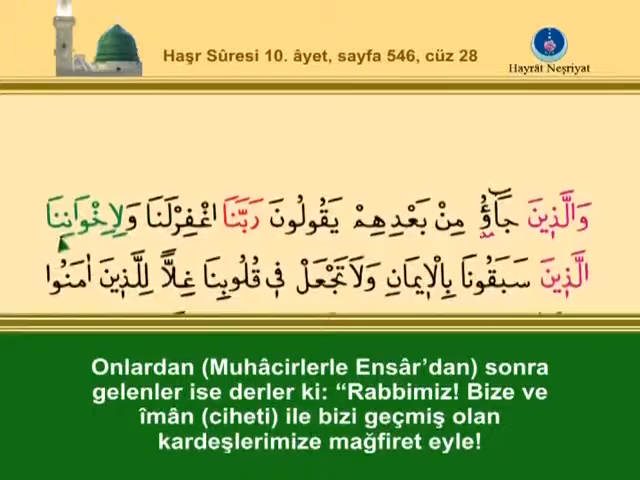 Haşr Sûresi 10. âyet, sayfa 546, cüz 28
Hayrât Neşriyat
وَالَّذِينَ جَاؤُ مِنْ بَعْدِهِمْ يَقُولُونَ رَبَّنَا اغْفِرْلَنَا وَلِاِخْوَانِنَا
الَّذِينَ سَبَقُونَا بِالْاِيمَانِ وَلَا تَجْعَلْ فِى قُلُوبِنَا غِلًّا لِلَّذِينَ اٰمَنُوا
Onlardan (Muhâcirlerle Ensâr’dan) sonra
gelenler ise derler ki: “Rabbimiz! Bize ve
îmân (ciheti) ile bizi geçmiş olan
kardeşlerimize mağfiret eyle!